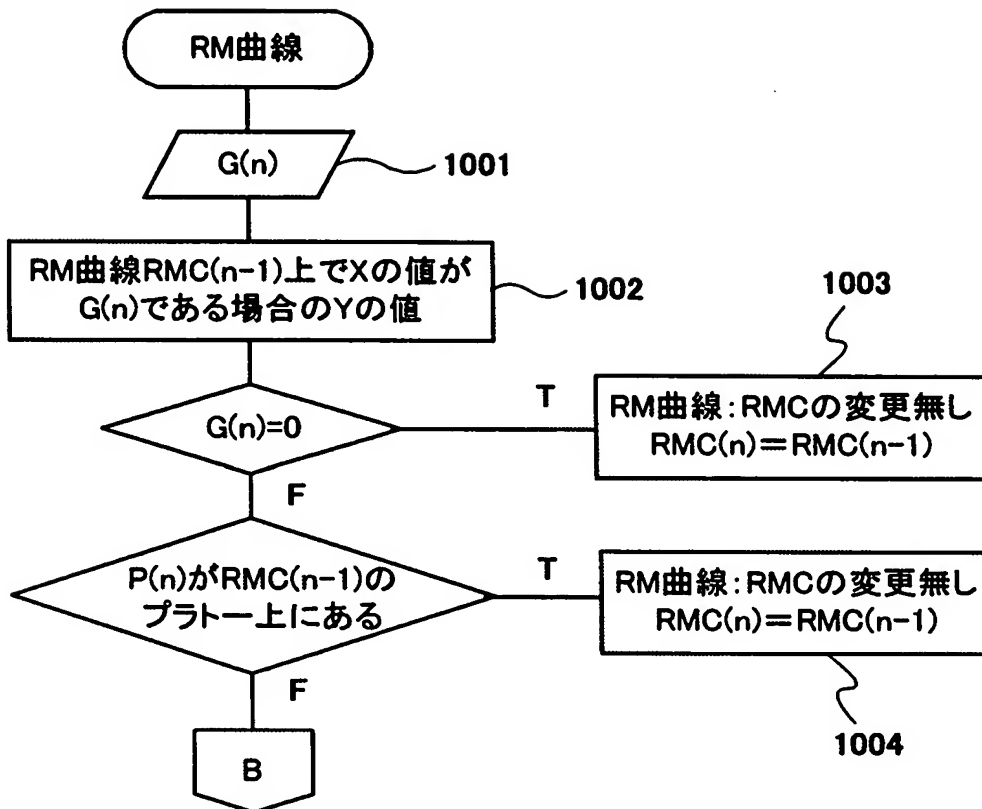 RM曲線
G(n)
1001
RM曲線RMC(n-1)上でXの値が
G(n)である場合のYの値
1002
1003
G(n)=0
T
RM曲線:RMCの変更無し
RMC(n)=RMC(n-1)
F
P(n)がRMC(n-1)の
プラトー上にある
T
RM曲線:RMCの変更無し
RMC(n)=RMC(n-1)
F
1004
B